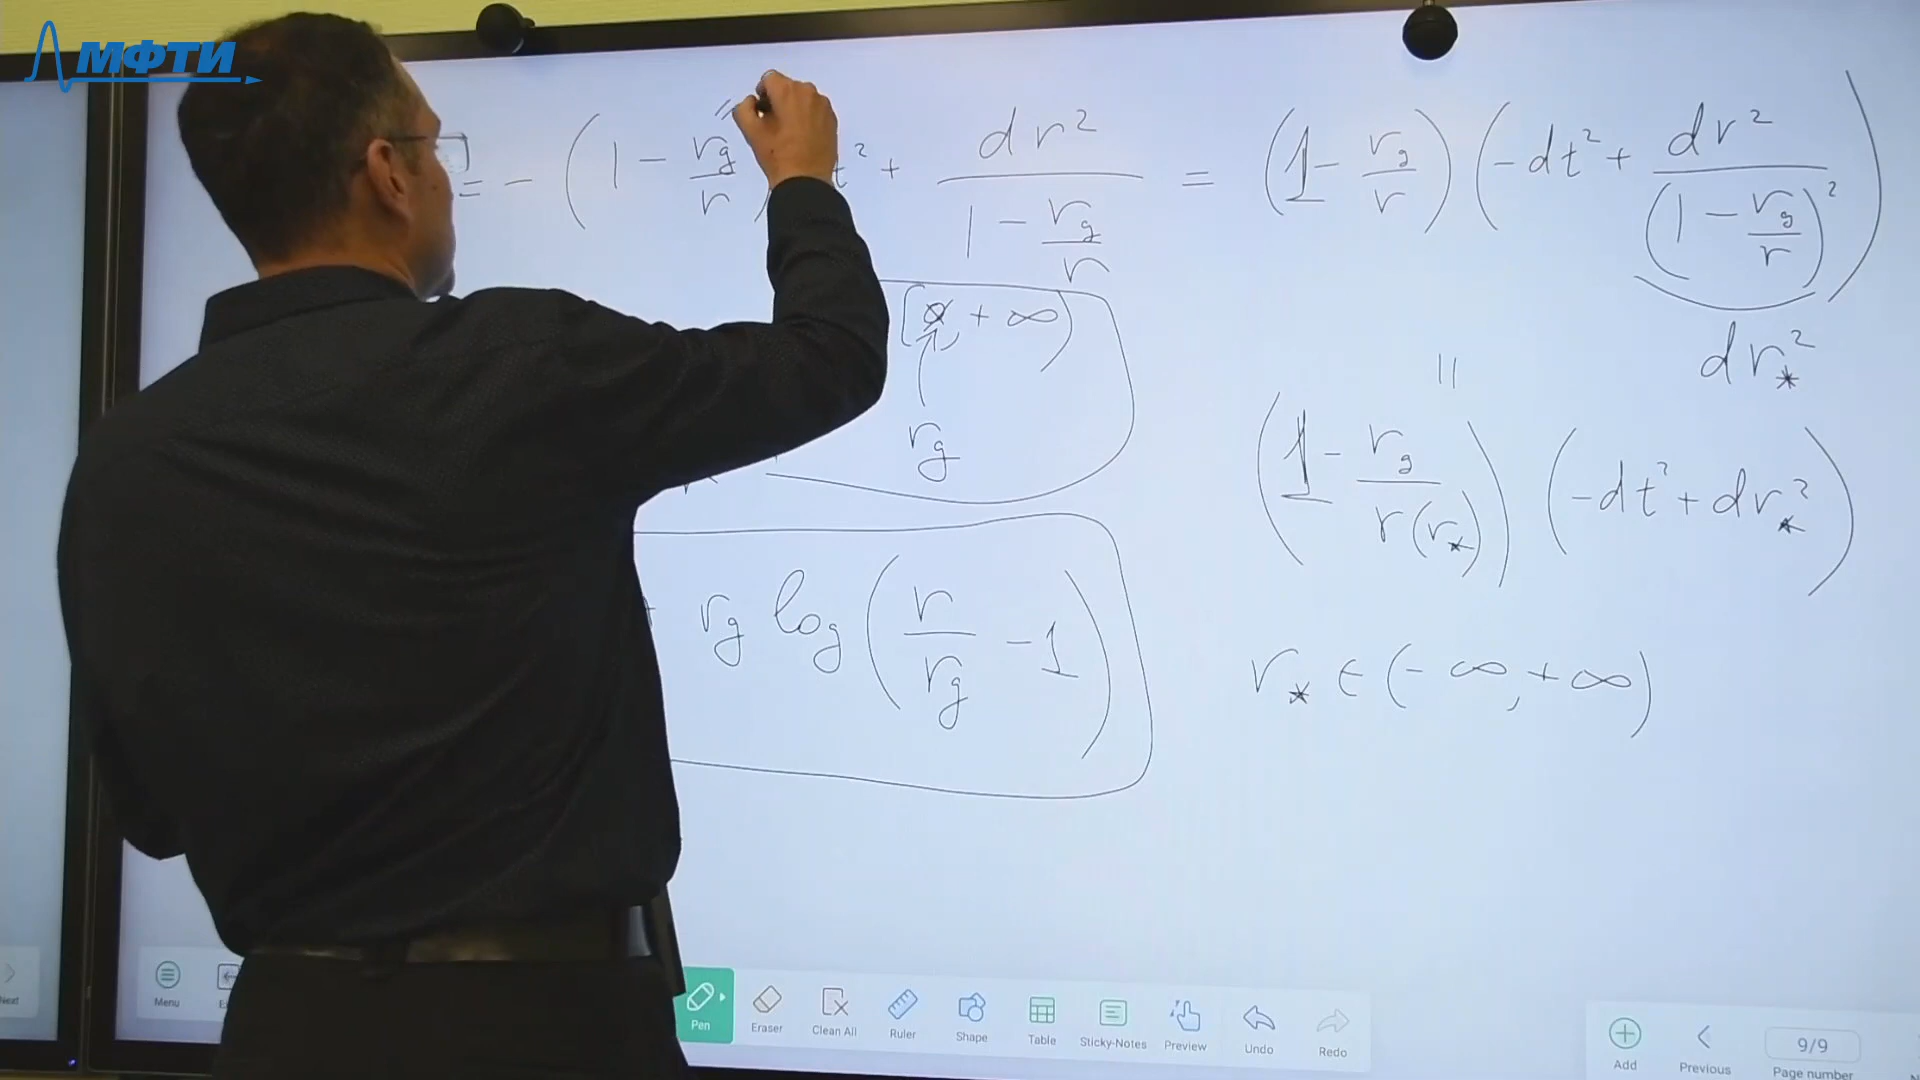 МФТИ
= - (1 - r_g/r) t² + dr²/(1 - r_g/r) = (1 - r_g/r) (-dt² + dr²/(1 - r_g/r)²)
dr_*²
, +∞)
r_g
||
(1 - r_g/r(r_*)) (-dt² + dr_*²)
r_g log (r/r_g - 1)
r_* ∈ (-∞, +∞)
Next
Menu
Pen
Eraser
Clean All
Ruler
Shape
Table
Sticky-Notes
Preview
Undo
Redo
Add
Previous
9/9
Page number